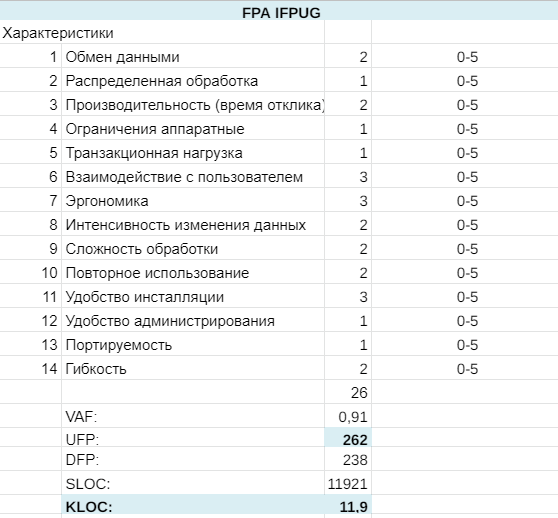 FPA IFPUG
Характеристики
1 Обмен данными 2 0-5
2 Распределенная обработка 1 0-5
3 Производительность (время отклика) 2 0-5
4 Ограничения аппаратные 1 0-5
5 Транзакционная нагрузка 1 0-5
6 Взаимодействие с пользователем 3 0-5
7 Эргономика 3 0-5
8 Интенсивность изменения данных 2 0-5
9 Сложность обработки 2 0-5
10 Повторное использование 2 0-5
11 Удобство инсталляции 3 0-5
12 Удобство администрирования 1 0-5
13 Портируемость 1 0-5
14 Гибкость 2 0-5
26
VAF: 0,91
UFP: 262
DFP: 238
SLOC: 11921
KLOC: 11,9